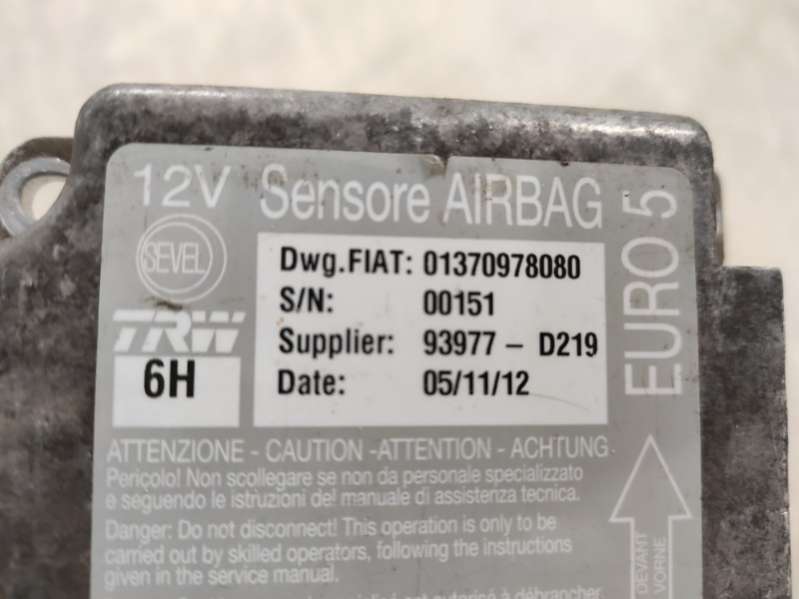 12V Sensore AIRBAG
SEVEL
TRW
6H
Dwg.FIAT: 01370978080
S/N: 00151
Supplier: 93977 - D219
Date: 05/11/12
EURO 5
ATTENZIONE - CAUTION -ATTENTION - ACHTUNG
Pericolo! Non scollegare se non da personale specializzato
e seguendo le istruzioni del manuale di assistenza tecnica.
Danger: Do not disconnect! This operation is only to be
carried out by skilled operators, following the instructions
given in the service manual.
autorisé à débrancher
DEVANT
VORNE